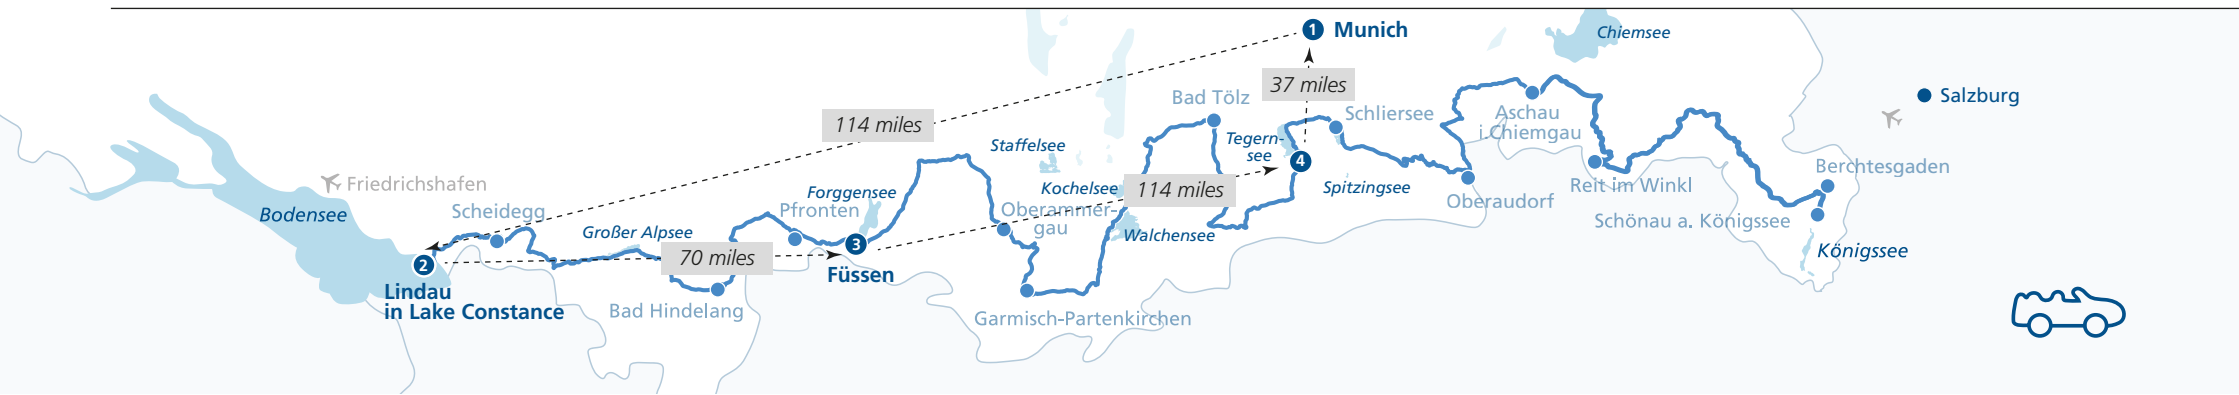 1 Munich
Chiemsee
37 miles
Salzburg
Bad Tölz
Schliersee
Aschau
i.Chiemgau
114 miles
Staffelsee
Tegern-
see
4
Berchtesgaden
Friedrichshafen
Kochelsee
114 miles
Spitzingsee
Reit im Winkl
Forggensee
Oberaudorf
Bodensee
Scheidegg
Pfronten
Oberammer-
gau
Schönau a. Königssee
Großer Alpsee
Walchensee
3
Füssen
Königssee
70 miles
2
Lindau
in Lake Constance
Bad Hindelang
Garmisch-Partenkirchen